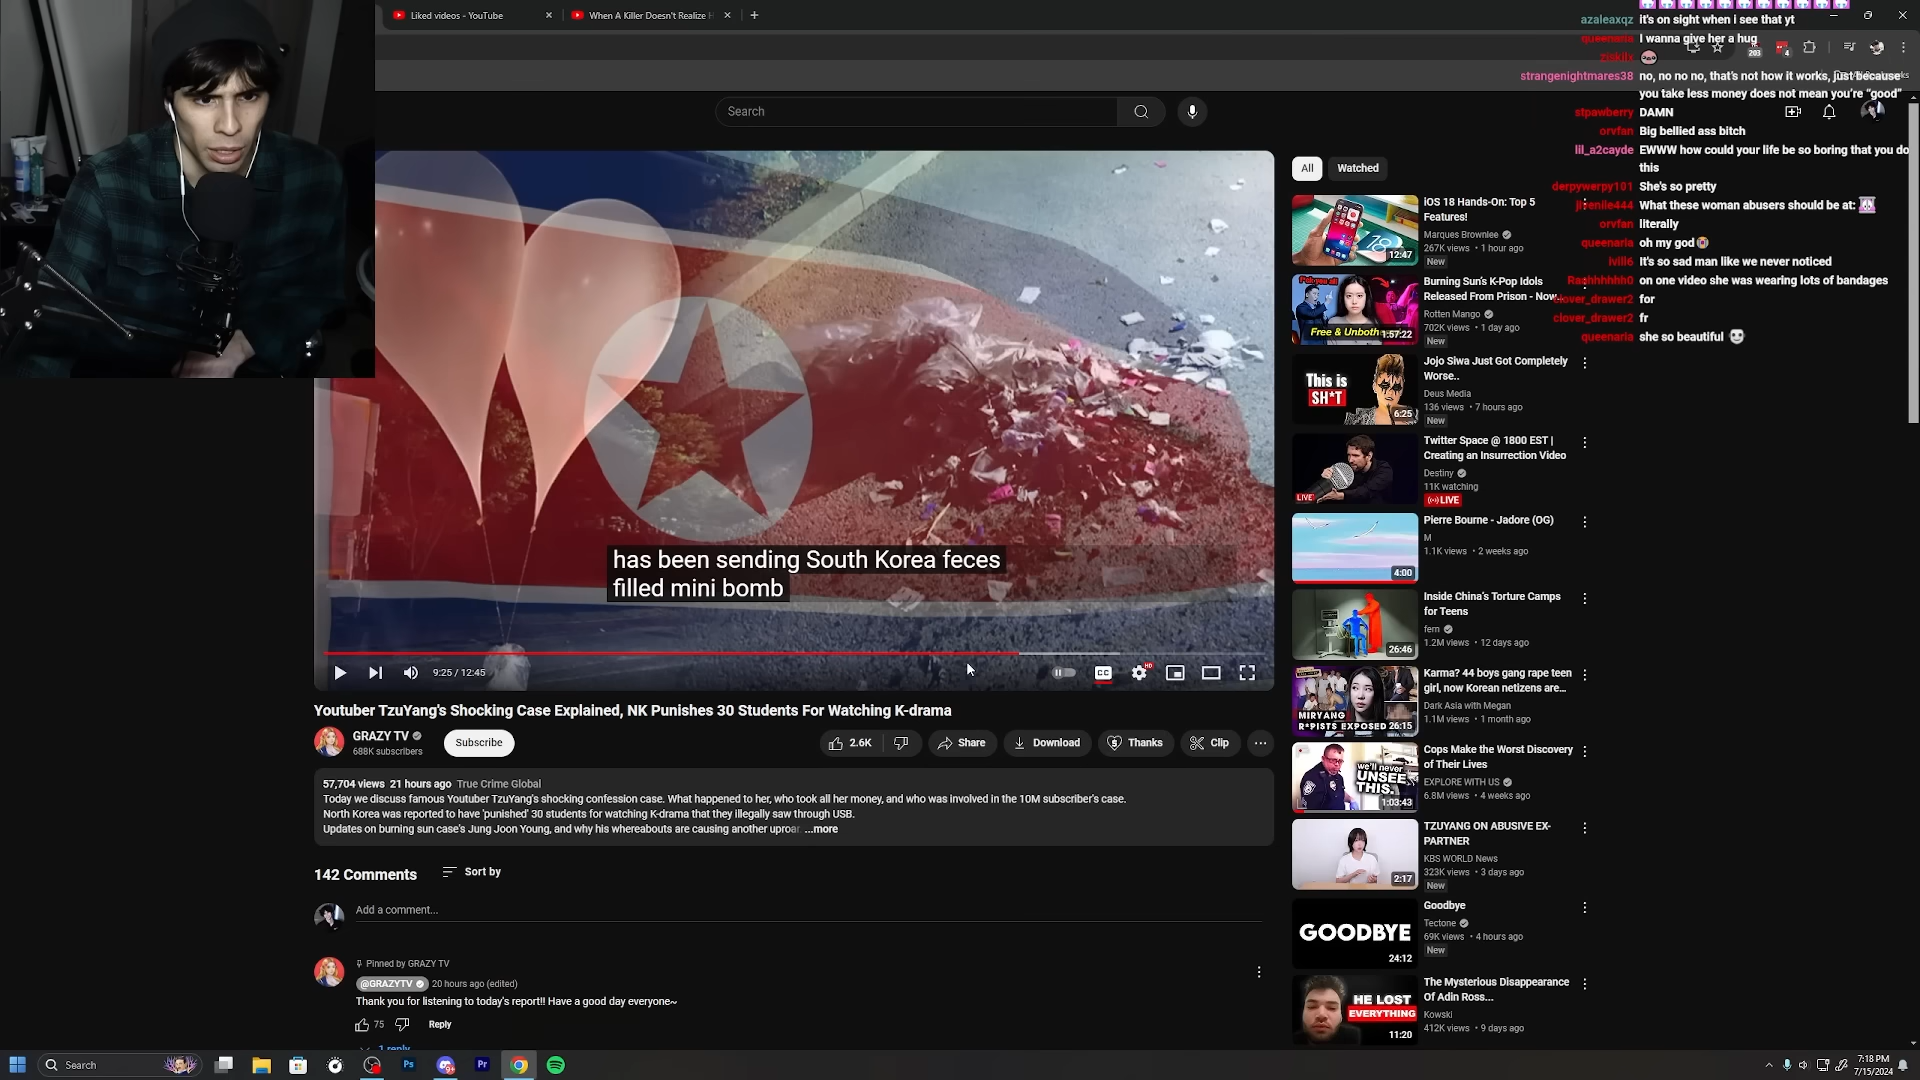 Liked videos - YouTube
When A Killer Doesn't Realize H
Search
azaleaxqz it's on sight when i see that yt
queenaria I wanna give her a hug
ziskilx
strangenightmares38 no, no no no, that's not how it works, just because
you take less money does not mean you're "good"
stpawberry DAMN
orvfan Big bellied ass bitch
lil_a2cayde EWWW how could your life be so boring that you do
this
derpywerpy101 She's so pretty
jivenile444 What these woman abusers should be at:
orvfan literally
queenaria oh my god
ivill6 It's so sad man like we never noticed
Raahhhhhh0 on one video she was wearing lots of bandages
clover_drawer2 for
clover_drawer2 fr
queenaria she so beautiful
203
4
has been sending South Korea feces
filled mini bomb
9:25 / 12:45
CC
HD
Youtuber TzuYang's Shocking Case Explained, NK Punishes 30 Students For Watching K-drama
GRAZY TV
688K subscribers
Subscribe
2.6K
Share
Download
Thanks
Clip
57,704 views 21 hours ago True Crime Global
Today we discuss famous Youtuber TzuYang's shocking confession case. What happened to her, who took all her money, and who was involved in the 10M subscriber's case.
North Korea was reported to have 'punished' 30 students for watching K-drama that they illegally saw through USB.
Updates on burning sun case's Jung Joon Young, and why his whereabouts are causing another uproar ...more
142 Comments
Sort by
Add a comment...
Pinned by GRAZY TV
@GRAZYTV 20 hours ago (edited)
Thank you for listening to today's report!! Have a good day everyone~
75
Reply
1 reply
All
Watched
iOS 18 Hands-On: Top 5
Features!
Marques Brownlee
267K views • 1 hour ago
New
18
12:47
Burning Sun's K-Pop Idols
Released From Prison - Now...
Rotten Mango
702K views • 1 day ago
New
Free & Unboth
1:57:22
Jojo Siwa Just Got Completely
Worse..
Deus Media
136 views • 7 hours ago
New
This is
SH*T
6:25
Twitter Space @ 1800 EST |
Creating an Insurrection Video
Destiny
11K watching
LIVE
LIVE
Pierre Bourne - Jadore (OG)
M
1.1K views • 2 weeks ago
4:00
Inside China's Torture Camps
for Teens
fern
1.2M views • 12 days ago
26:46
Karma? 44 boys gang rape teen
girl, now Korean netizens are...
Dark Asia with Megan
1.1M views • 1 month ago
MIRYANG
R*PISTS EXPOSED
26:15
Cops Make the Worst Discovery
of Their Lives
EXPLORE WITH US
6.8M views • 4 weeks ago
we'll never
UNSEE
THIS.
1:03:43
TZUYANG ON ABUSIVE EX-
PARTNER
KBS WORLD News
323K views • 3 days ago
New
2:17
Goodbye
Tectone
69K views • 4 hours ago
New
GOODBYE
24:12
The Mysterious Disappearance
Of Adin Ross...
Kowski
412K views • 9 days ago
HE LOST
EVERYTHING
11:20
Search
Ps
Pr
7:18 PM
7/15/2024